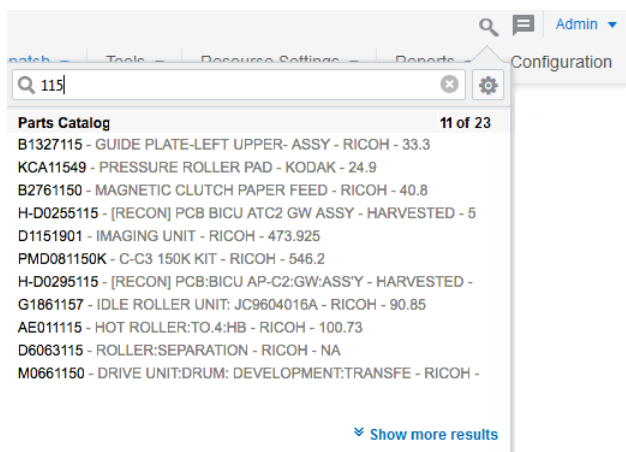 Admin
patch Tools Resourse Settings Reports Configuration
115
Parts Catalog 11 of 23
B1327115 - GUIDE PLATE-LEFT UPPER- ASSY - RICOH - 33.3
KCA11549 - PRESSURE ROLLER PAD - KODAK - 24.9
B2761150 - MAGNETIC CLUTCH PAPER FEED - RICOH - 40.8
H-D0255115 - [RECON] PCB BICU ATC2 GW ASSY - HARVESTED - 5
D1151901 - IMAGING UNIT - RICOH - 473.925
PMD081150K - C-C3 150K KIT - RICOH - 546.2
H-D0295115 - [RECON] PCB:BICU AP-C2:GW:ASS'Y - HARVESTED -
G1861157 - IDLE ROLLER UNIT: JC9604016A - RICOH - 90.85
AE011115 - HOT ROLLER:TO.4:HB - RICOH - 100.73
D6063115 - ROLLER:SEPARATION - RICOH - NA
M0661150 - DRIVE UNIT:DRUM: DEVELOPMENT:TRANSFE - RICOH -
Show more results